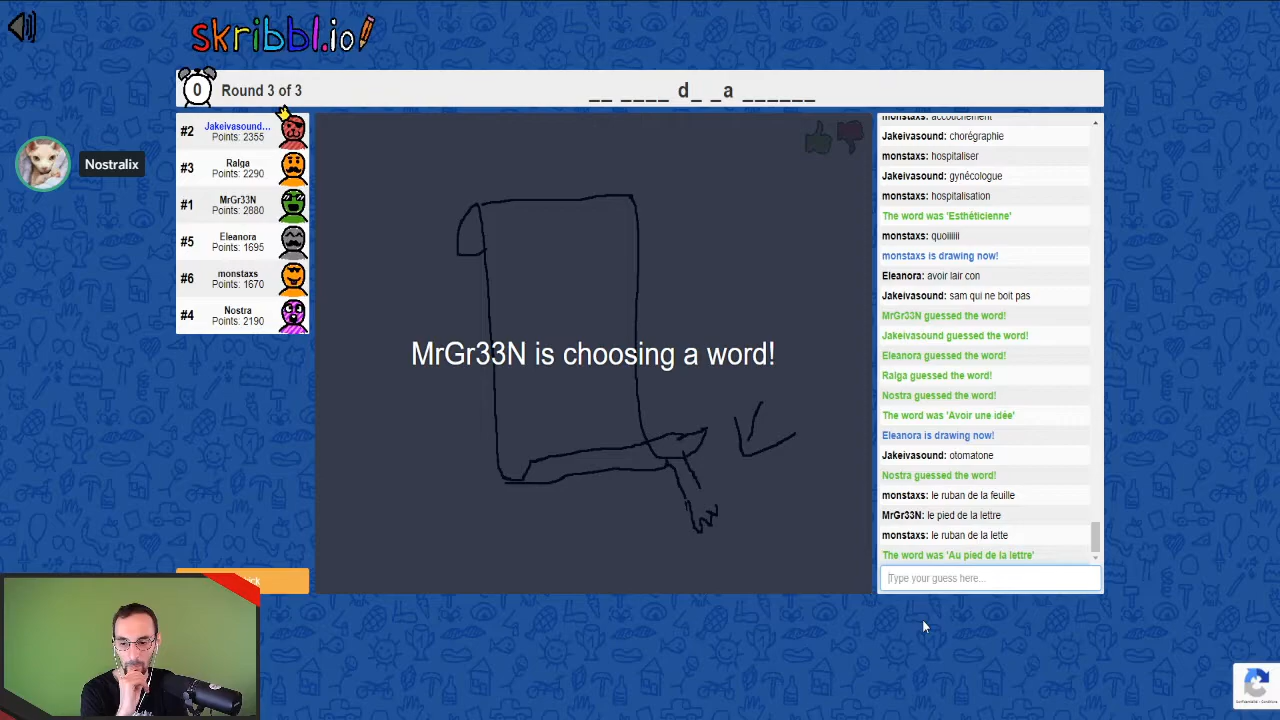 skribbl.io
0
Round 3 of 3
__ ____ d_ _a ______
#2
Jakeivasound...
Points: 2355
#3
Ralga
Points: 2290
#1
MrGr33N
Points: 2880
#5
Eleanora
Points: 1695
#6
monstaxs
Points: 1670
#4
Nostra
Points: 2190
Nostralix
MrGr33N is choosing a word!
monstaxs: accouchement
Jakeivasound: chorégraphie
monstaxs: hospitaliser
Jakeivasound: gynécologue
monstaxs: hospitalisation
The word was 'Esthéticienne'
monstaxs: quoiiiiii
monstaxs is drawing now!
Eleanora: avoir lair con
Jakeivasound: sam qui ne boit pas
MrGr33N guessed the word!
Jakeivasound guessed the word!
Eleanora guessed the word!
Ralga guessed the word!
Nostra guessed the word!
The word was 'Avoir une idée'
Eleanora is drawing now!
Jakeivasound: otomatone
Nostra guessed the word!
monstaxs: le ruban de la feuille
MrGr33N: le pied de la lettre
monstaxs: le ruban de la lette
The word was 'Au pied de la lettre'
Type your guess here...